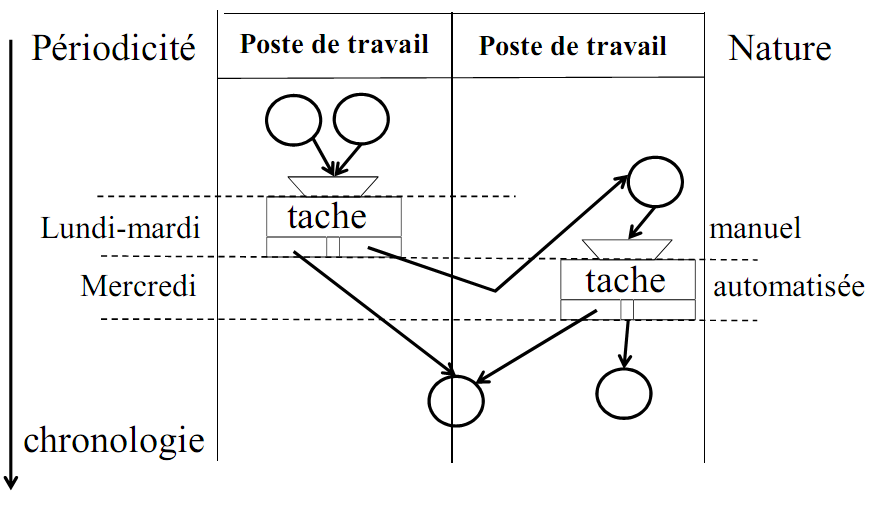 Périodicité
Poste de travail
Poste de travail
Nature
Lundi-mardi
tache
manuel
Mercredi
tache
automatisée
chronologie